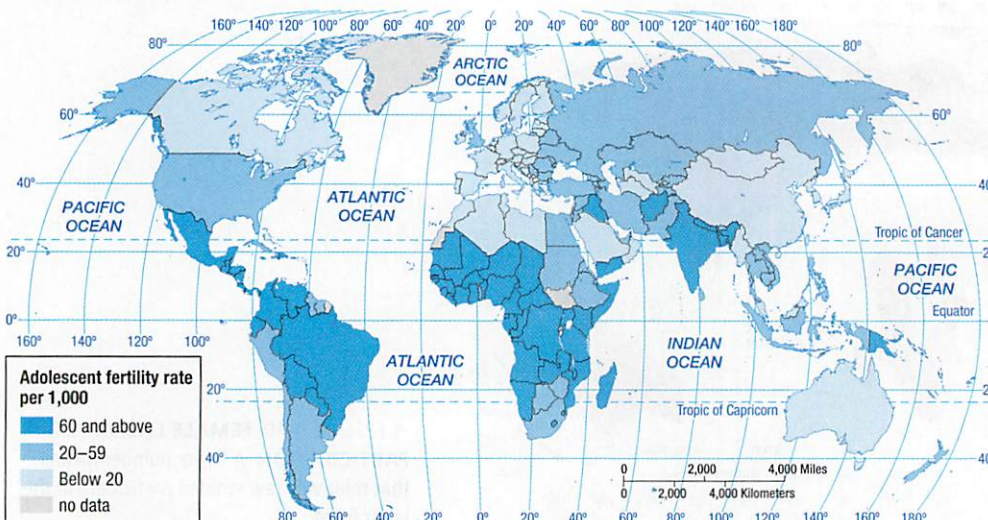 160° 140° 120° 80° 60° 40° 20° 0° 20° 40° 60° 80° 100° 120° 140° 160°
80° 80°
ARCTIC
OCEAN
60° 60°
40° 40°
PACIFIC
OCEAN
ATLANTIC
OCEAN
20° 20°
Tropic of Cancer
PACIFIC
OCEAN
Equator
0° 0°
160° 140° 120° 100° 160°
INDIAN
OCEAN
ATLANTIC
OCEAN
20°
Tropic of Capricorn
40° 40°
Adolescent fertility rate
per 1,000
60 and above
20–59
Below 20
no data
0 2,000 4,000 Miles
0 2,000 4,000 Kilometers
80° 60° 40° 20° 0° 20° 40° 60° 80° 100° 120° 140° 160° 180°